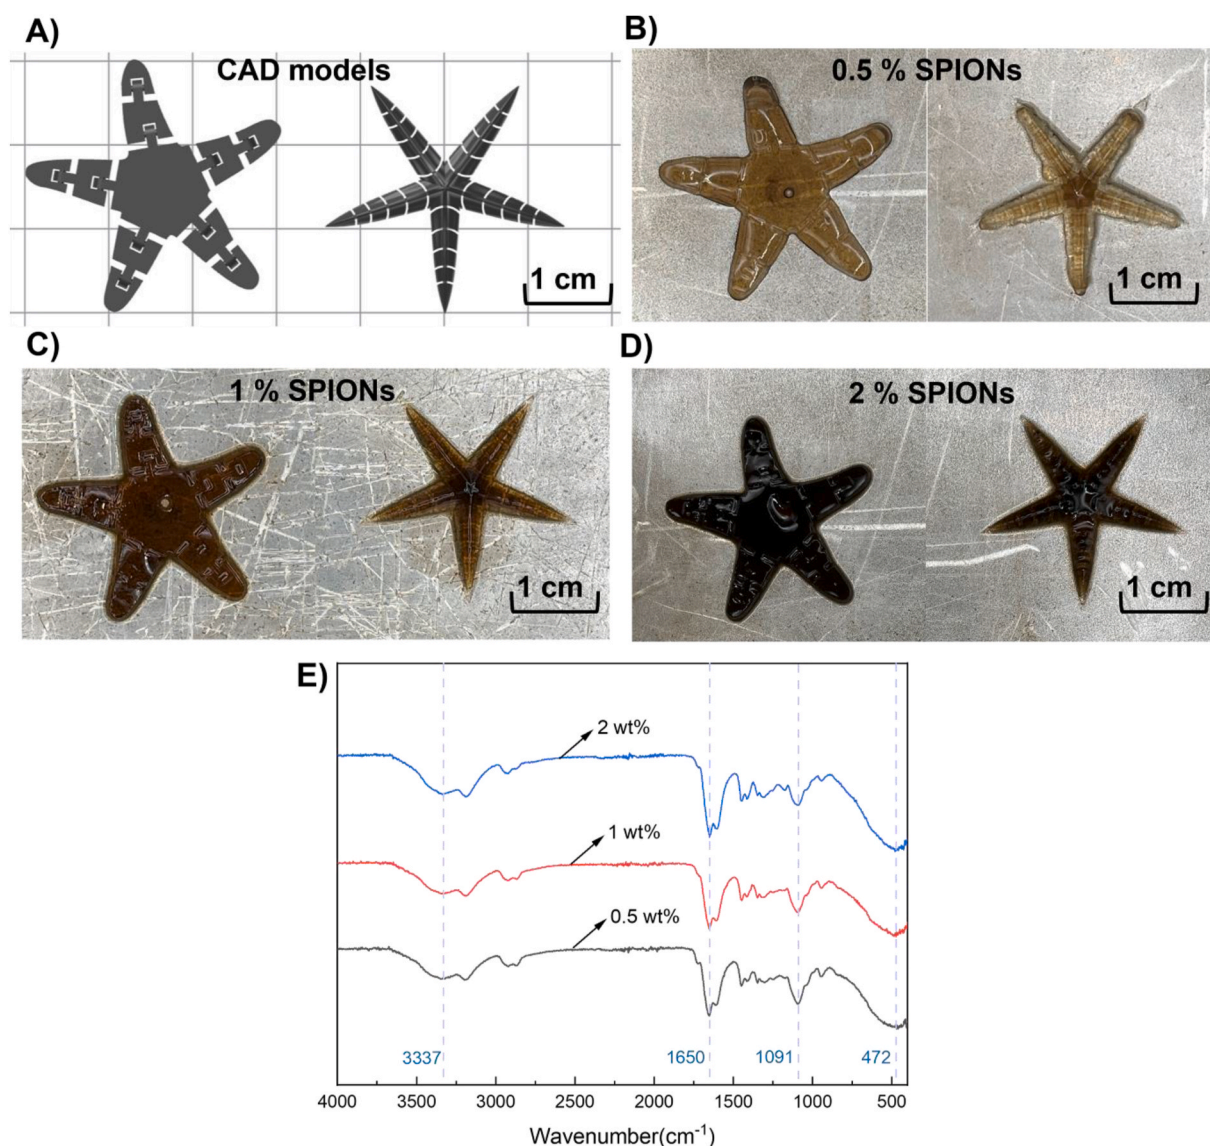 A)
CAD models
1 cm
B)
0.5 % SPIONs
1 cm
C)
1 % SPIONs
1 cm
D)
2 % SPIONs
1 cm
E)
2 wt%
1 wt%
0.5 wt%
3337 1650 1091 472
4000 3500 3000 2500 2000 1500 1000 500
Wavenumber(cm⁻¹)